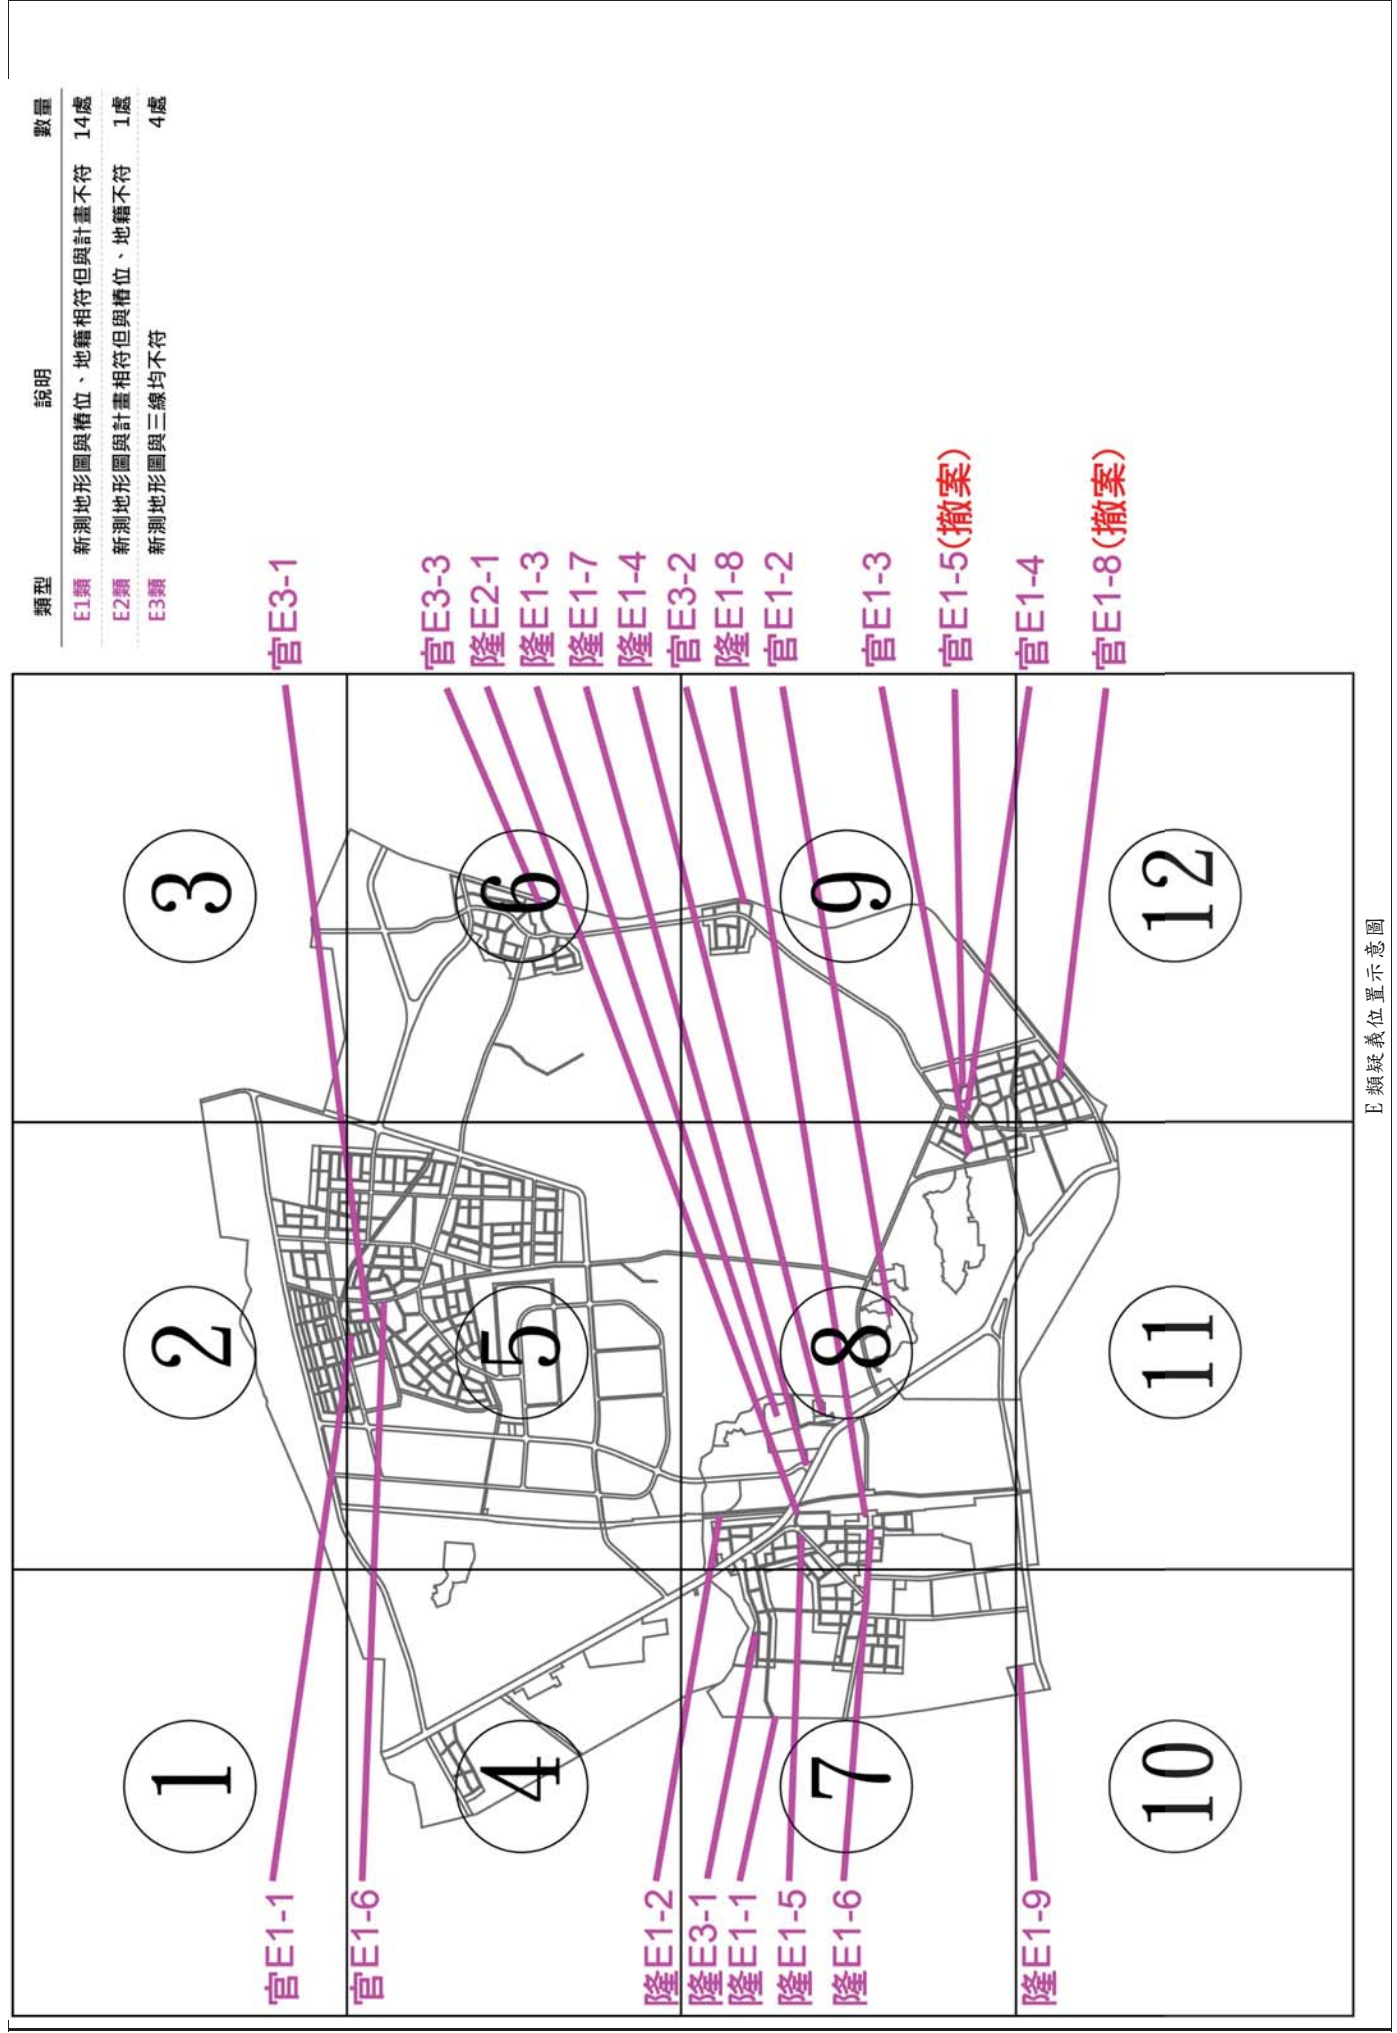 類型 說明 數量
E1類 新測地形圖與樁位、地籍相符但與計畫不符 14處
E2類 新測地形圖與計畫相符但與樁位、地籍不符 1處
E3類 新測地形圖與三線均不符 4處
官E3-1
官E3-3
隆E2-1
隆E1-3
隆E1-7
隆E1-4
官E3-2
隆E1-8
官E1-2
官E1-3
官E1-5(撤案)
官E1-4
官E1-8(撤案)
1
2
3
4
5
6
7
8
9
10
11
12
官E1-1
官E1-6
隆E1-2
隆E3-1
隆E1-1
隆E1-5
隆E1-6
隆E1-9
E 類疑義位置示意圖